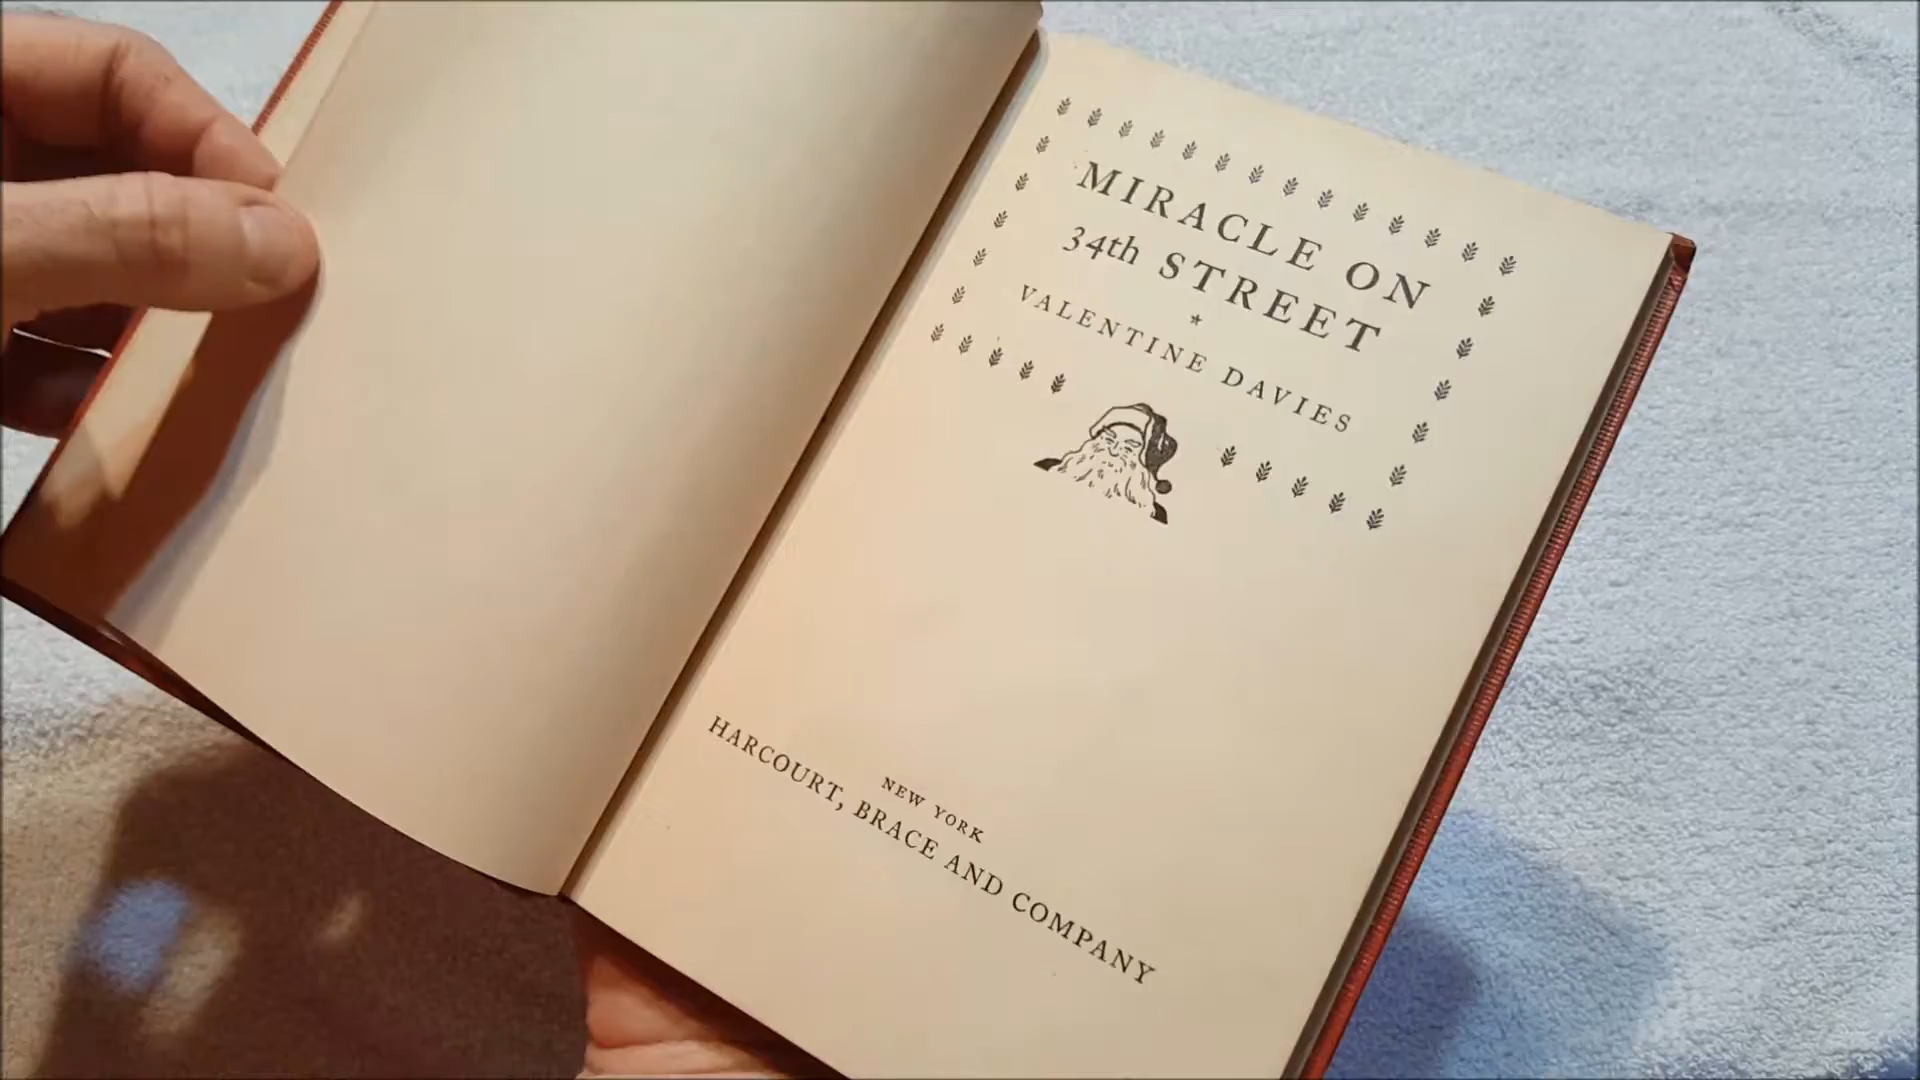 MIRACLE ON
34th STREET
*
VALENTINE DAVIES
NEW YORK
HARCOURT, BRACE AND COMPANY